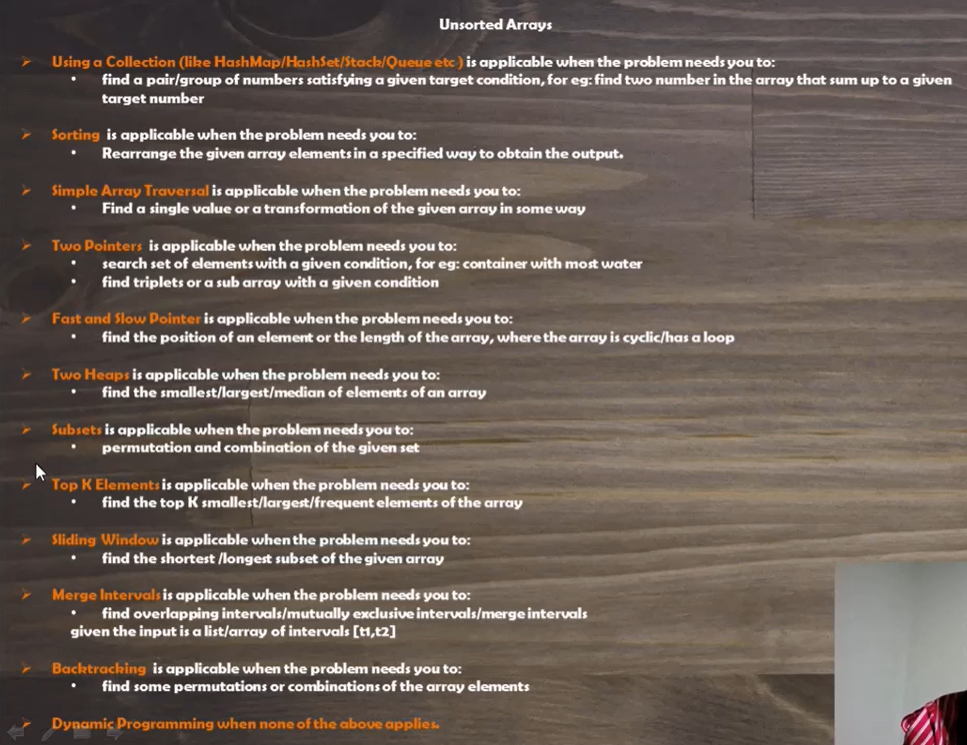 Unsorted Arrays
Using a Collection (like HashMap/HashSet/Stack/Queue etc ) is applicable when the problem needs you to:
find a pair/group of numbers satisfying a given target condition, for eg: find two number in the array that sum up to a given
target number
Sorting is applicable when the problem needs you to:
Rearrange the given array elements in a specified way to obtain the output.
Simple Array Traversal is applicable when the problem needs you to:
Find a single value or a transformation of the given array in some way
Two Pointers is applicable when the problem needs you to:
search set of elements with a given condition, for eg: container with most water
find triplets or a sub array with a given condition
Fast and Slow Pointer is applicable when the problem needs you to:
find the position of an element or the length of the array, where the array is cyclic/has a loop
Two Heaps is applicable when the problem needs you to:
find the smallest/largest/median of elements of an array
Subsets is applicable when the problem needs you to:
permutation and combination of the given set
Top K Elements is applicable when the problem needs you to:
find the top K smallest/largest/frequent elements of the array
Sliding Window is applicable when the problem needs you to:
find the shortest /longest subset of the given array
Merge Intervals is applicable when the problem needs you to:
find overlapping intervals/mutually exclusive intervals/merge intervals
given the input is a list/array of intervals [t1,t2]
Backtracking is applicable when the problem needs you to:
find some permutations or combinations of the array elements
Dynamic Programming when none of the above applies.